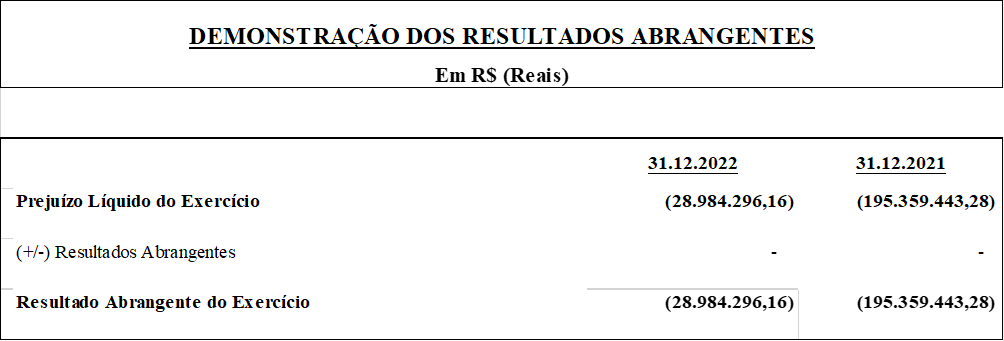 DEMONSTRAÇÃO DOS RESULTADOS ABRANGENTES
Em R$ (Reais)
31.12.2022 31.12.2021
Prejuízo Líquido do Exercício (28.984.296,16) (195.359.443,28)
(+/-) Resultados Abrangentes - -
Resultado Abrangente do Exercício (28.984.296,16) (195.359.443,28)